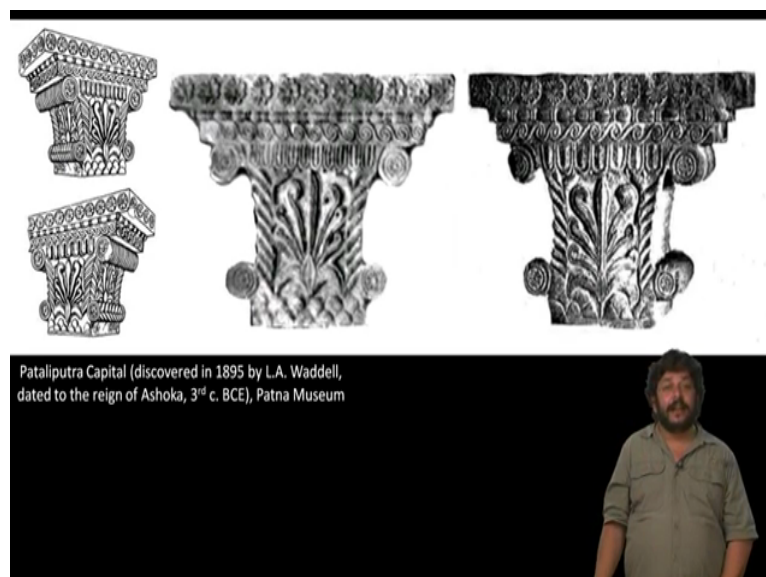 Pataliputra Capital (discovered in 1895 by L.A. Waddell,
dated to the reign of Ashoka, 3rd c. BCE), Patna Museum